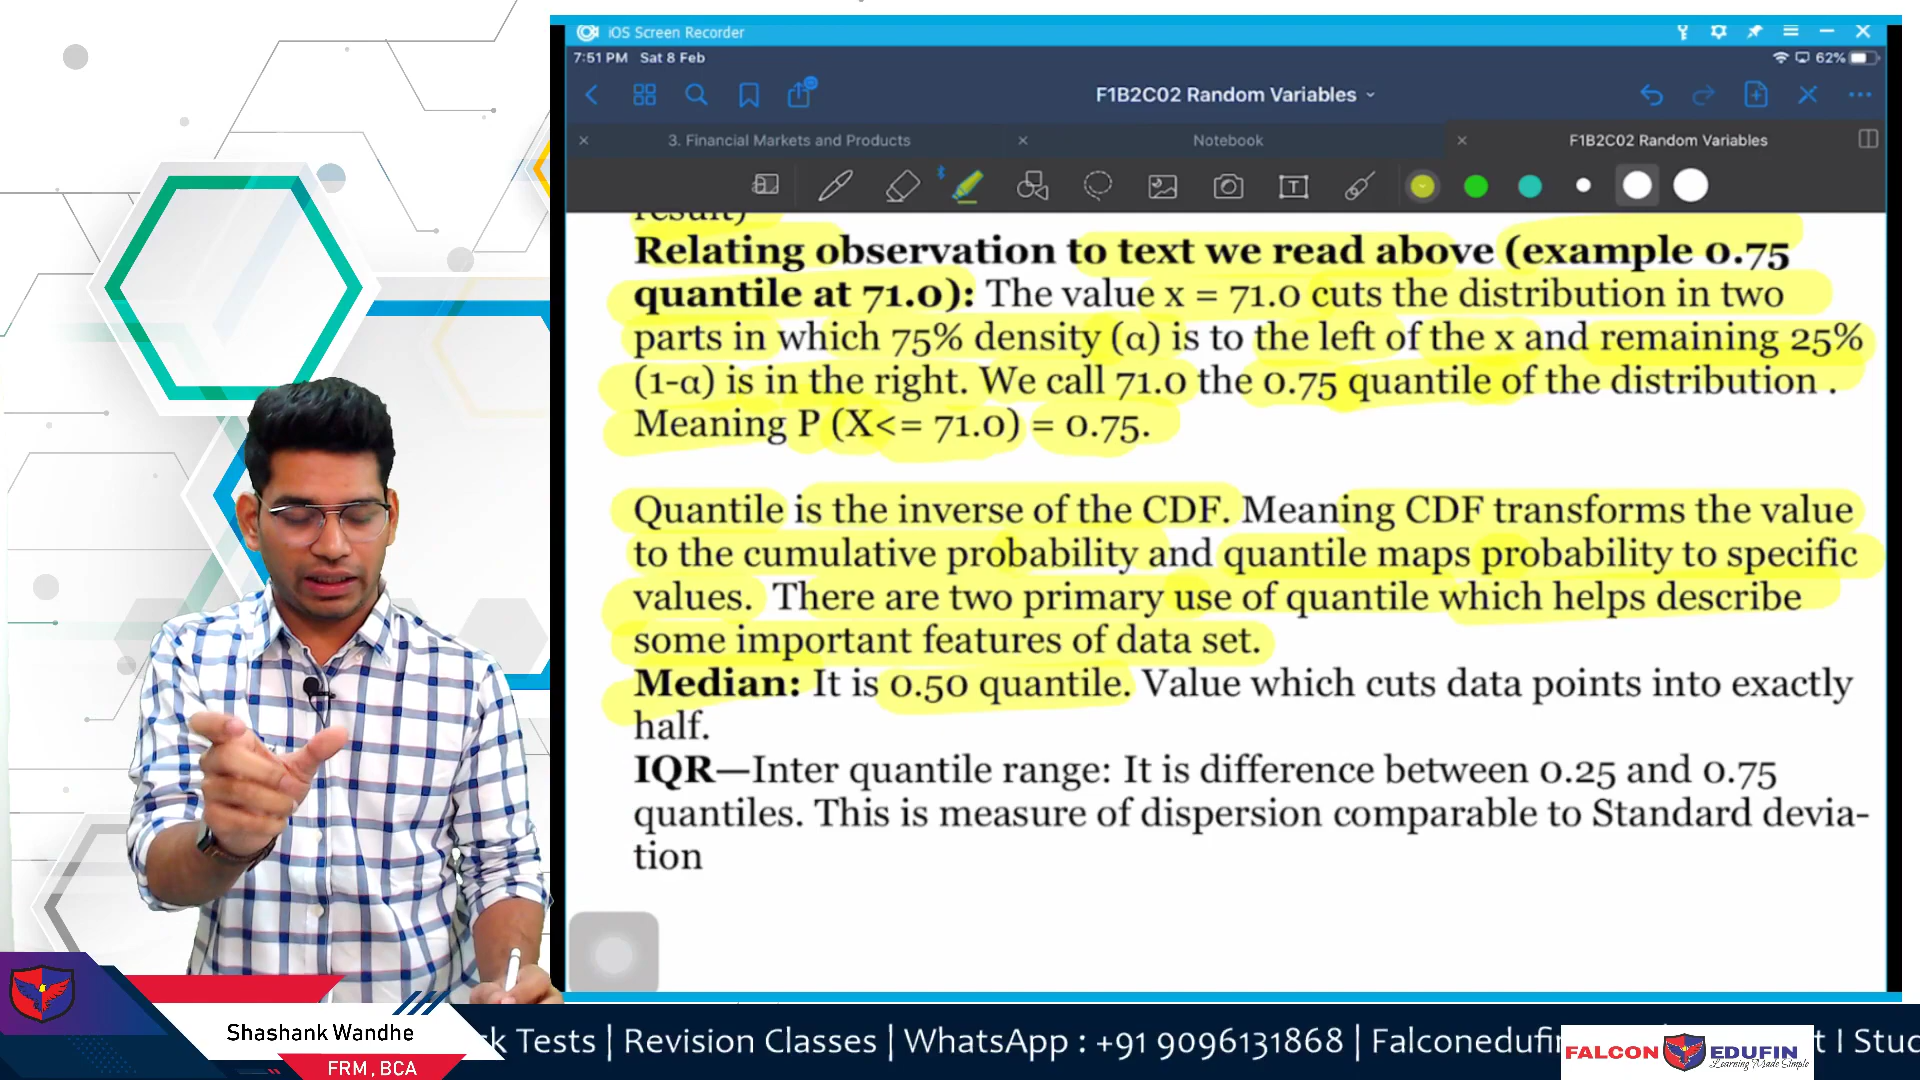 iOS Screen Recorder
7:51 PM Sat 8 Feb
62%
F1B2C02 Random Variables
3. Financial Markets and Products
Notebook
F1B2C02 Random Variables
result)
Relating observation to text we read above (example 0.75
quantile at 71.0): The value x = 71.0 cuts the distribution in two
parts in which 75% density (α) is to the left of the x and remaining 25%
(1-α) is in the right. We call 71.0 the 0.75 quantile of the distribution .
Meaning P (X<= 71.0) = 0.75.
Quantile is the inverse of the CDF. Meaning CDF transforms the value
to the cumulative probability and quantile maps probability to specific
values. There are two primary use of quantile which helps describe
some important features of data set.
Median: It is 0.50 quantile. Value which cuts data points into exactly
half.
IQR—Inter quantile range: It is difference between 0.25 and 0.75
quantiles. This is measure of dispersion comparable to Standard devia-
tion
Shashank Wandhe
FRM, BCA
k Tests | Revision Classes | WhatsApp : +91 9096131868 | Falconedufin
t I Stud
FALCON EDUFIN
Learning Made Simple